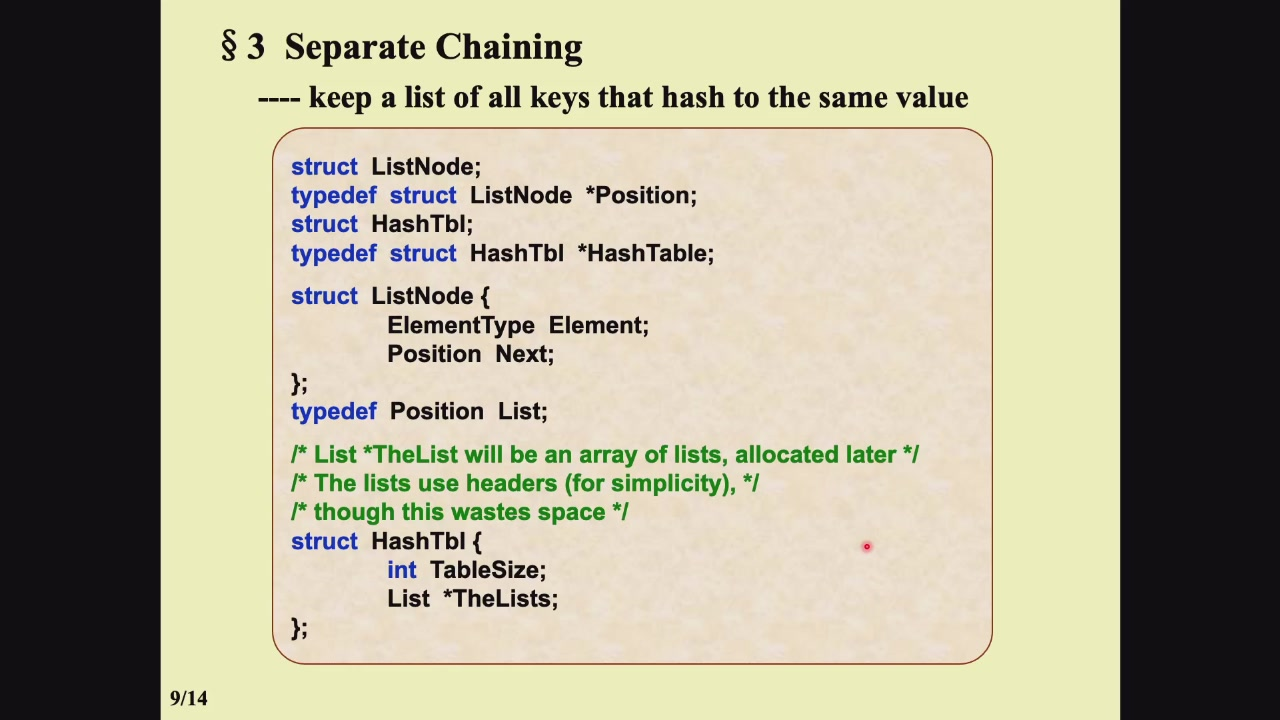 § 3 Separate Chaining
---- keep a list of all keys that hash to the same value
struct ListNode;
typedef struct ListNode *Position;
struct HashTbl;
typedef struct HashTbl *HashTable;
struct ListNode {
ElementType Element;
Position Next;
};
typedef Position List;
/* List *TheList will be an array of lists, allocated later */
/* The lists use headers (for simplicity), */
/* though this wastes space */
struct HashTbl {
int TableSize;
List *TheLists;
};
9/14